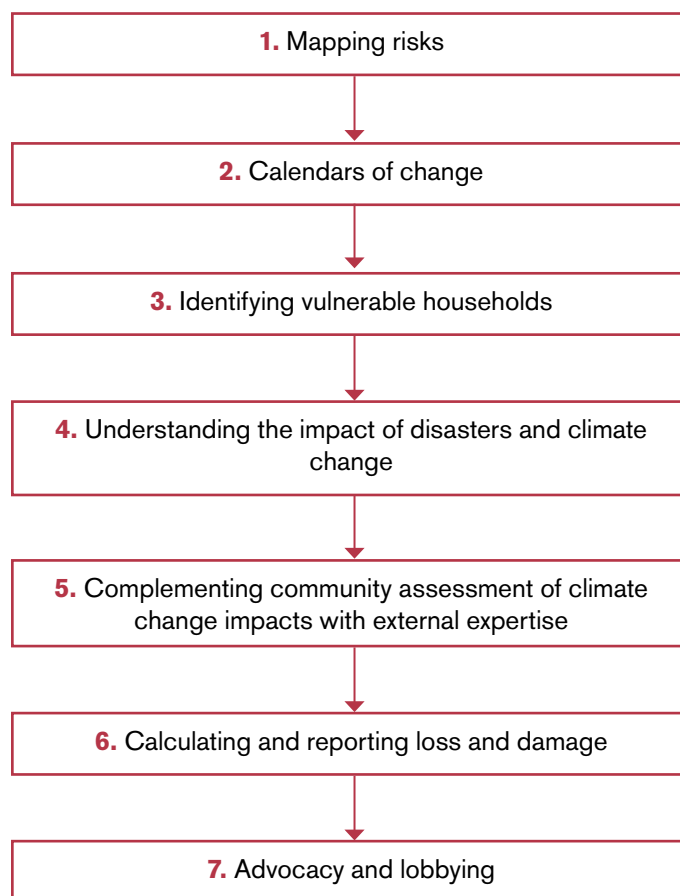 1. Mapping risks
2. Calendars of change
3. Identifying vulnerable households
4. Understanding the impact of disasters and climate
change
5. Complementing community assessment of climate
change impacts with external expertise
6. Calculating and reporting loss and damage
7. Advocacy and lobbying